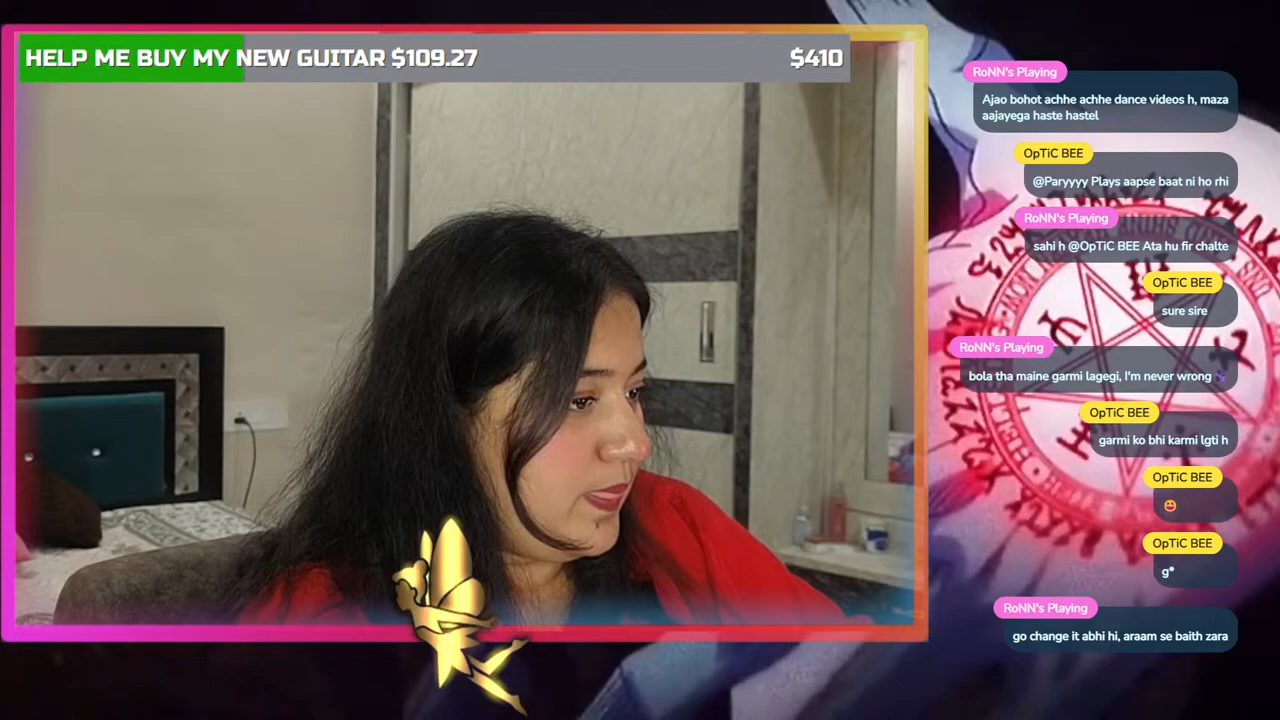 HELP ME BUY MY NEW GUITAR $109.27
$410
RoNN's Playing
Ajao bohot achhe achhe dance videos h, maza
aajayega haste hastel
OpTiC BEE
@Paryyyy Plays aapse baat ni ho rhi
RoNN's Playing
sahi h @OpTiC BEE Ata hu fir chalte
OpTiC BEE
sure sire
RoNN's Playing
bola tha maine garmi lagegi, I'm never wrong
OpTiC BEE
garmi ko bhi karmi lgti h
OpTiC BEE
OpTiC BEE
g*
RoNN's Playing
go change it abhi hi, araam se baith zara